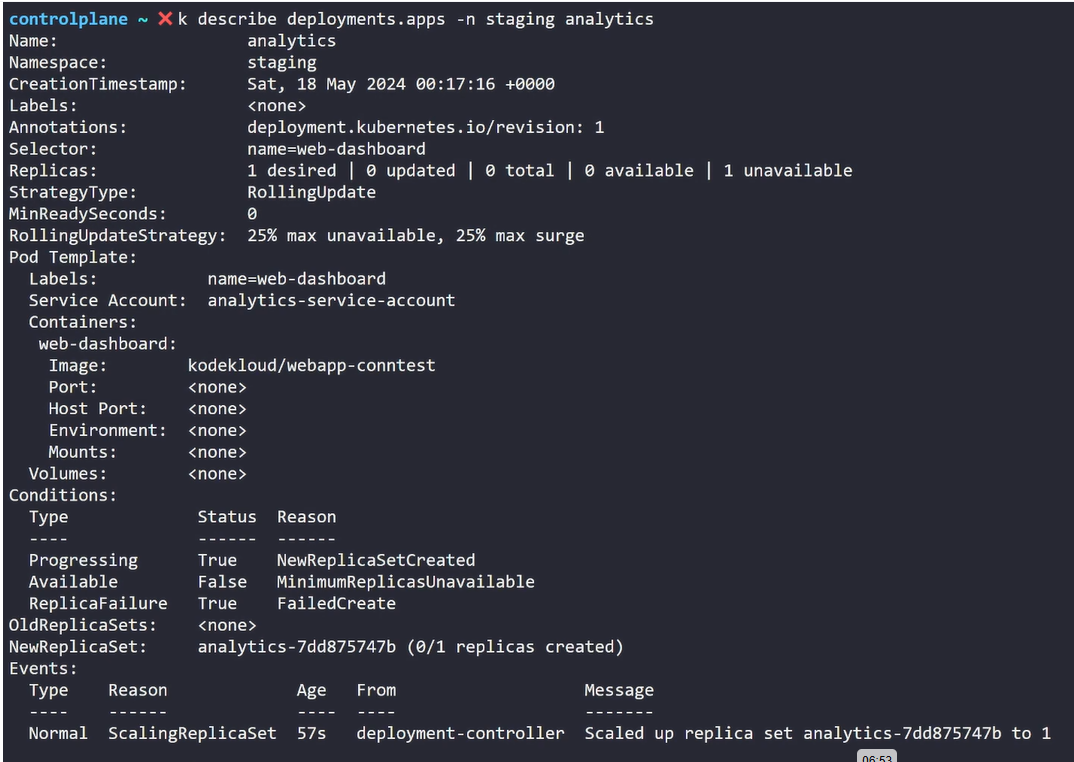 controlplane ~ ❌ k describe deployments.apps -n staging analytics
Name:                   analytics
Namespace:              staging
CreationTimestamp:      Sat, 18 May 2024 00:17:16 +0000
Labels:                 <none>
Annotations:            deployment.kubernetes.io/revision: 1
Selector:               name=web-dashboard
Replicas:               1 desired | 0 updated | 0 total | 0 available | 1 unavailable
StrategyType:           RollingUpdate
MinReadySeconds:        0
RollingUpdateStrategy:  25% max unavailable, 25% max surge
Pod Template:
  Labels:           name=web-dashboard
  Service Account:  analytics-service-account
  Containers:
   web-dashboard:
    Image:        kodekloud/webapp-conntest
    Port:         <none>
    Host Port:    <none>
    Environment:  <none>
    Mounts:       <none>
  Volumes:        <none>
Conditions:
  Type             Status  Reason
  ----             ------  ------
  Progressing      True    NewReplicaSetCreated
  Available        False   MinimumReplicasUnavailable
  ReplicaFailure   True    FailedCreate
OldReplicaSets:    <none>
NewReplicaSet:     analytics-7dd875747b (0/1 replicas created)
Events:
  Type    Reason             Age   From                   Message
  ----    ------             ----  ----                   -------
  Normal  ScalingReplicaSet  57s   deployment-controller  Scaled up replica set analytics-7dd875747b to 1
06:53